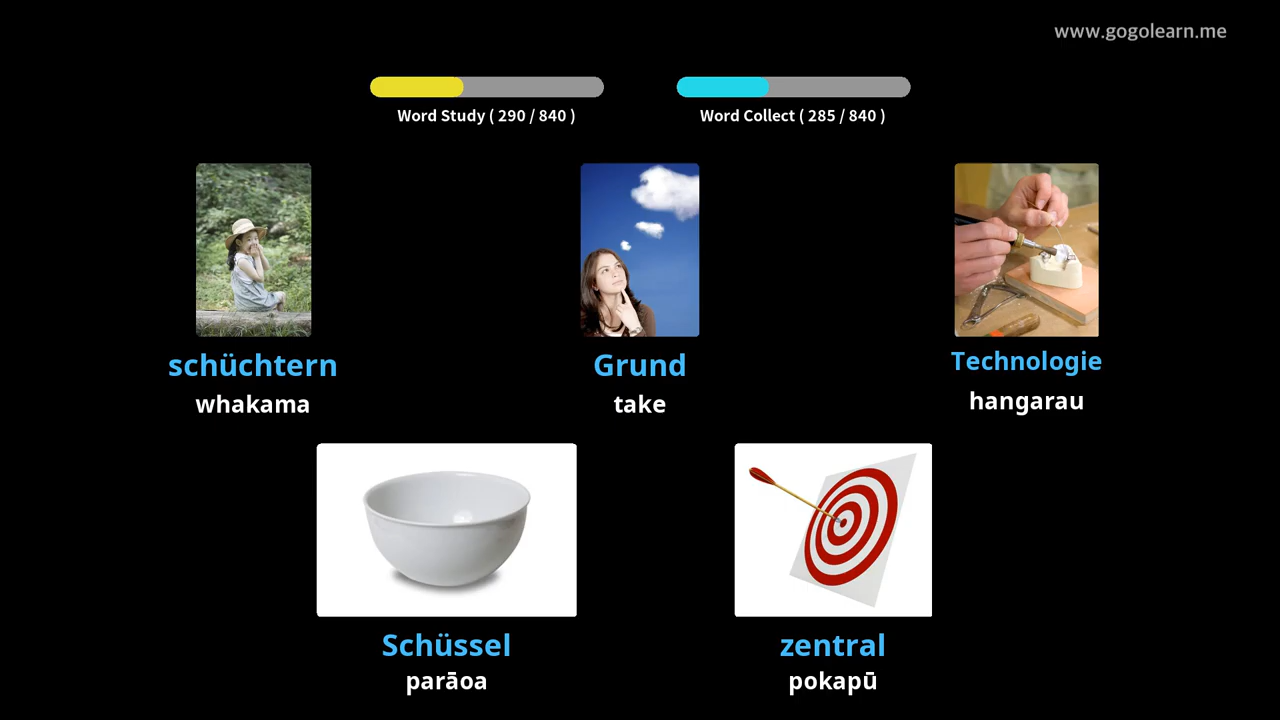 www.gogolearn.me
Word Study ( 290 / 840 )
Word Collect ( 285 / 840 )
schüchtern
whakama
Grund
take
Technologie
hangarau
Schüssel
parāoa
zentral
pokapū